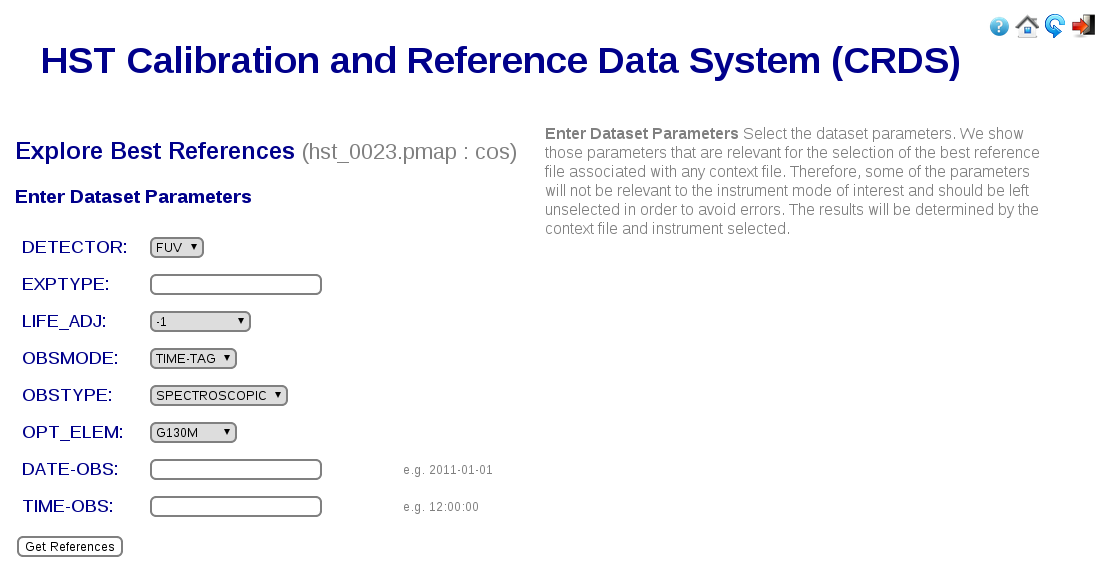 HST Calibration and Reference Data System (CRDS)
Explore Best References (hst_0023.pmap : cos)
Enter Dataset Parameters
DETECTOR: FUV
EXPTYPE:
LIFE_ADJ: -1
OBSMODE: TIME-TAG
OBSTYPE: SPECTROSCOPIC
OPT_ELEM: G130M
DATE-OBS: e.g. 2011-01-01
TIME-OBS: e.g. 12:00:00
Get References
Enter Dataset Parameters Select the dataset parameters. We show
those parameters that are relevant for the selection of the best reference
file associated with any context file. Therefore, some of the parameters
will not be relevant to the instrument mode of interest and should be left
unselected in order to avoid errors. The results will be determined by the
context file and instrument selected.